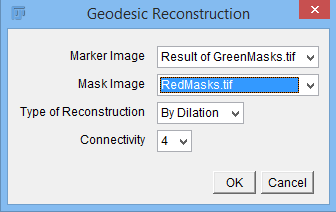 Geodesic Reconstruction
Marker Image Result of GreenMasks.tif
Mask Image RedMasks.tif
Type of Reconstruction By Dilation
Connectivity 4
OK Cancel